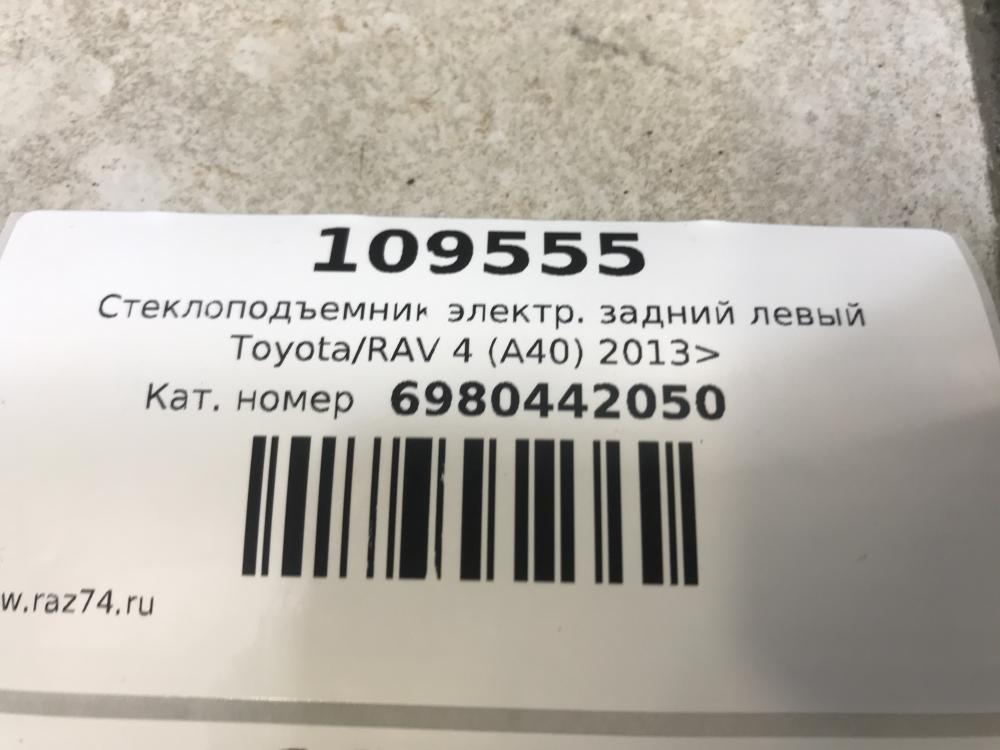 109555
Стеклоподъемник электр. задний левый
Toyota/RAV 4 (A40) 2013>
Кат. номер 6980442050
w.raz74.ru